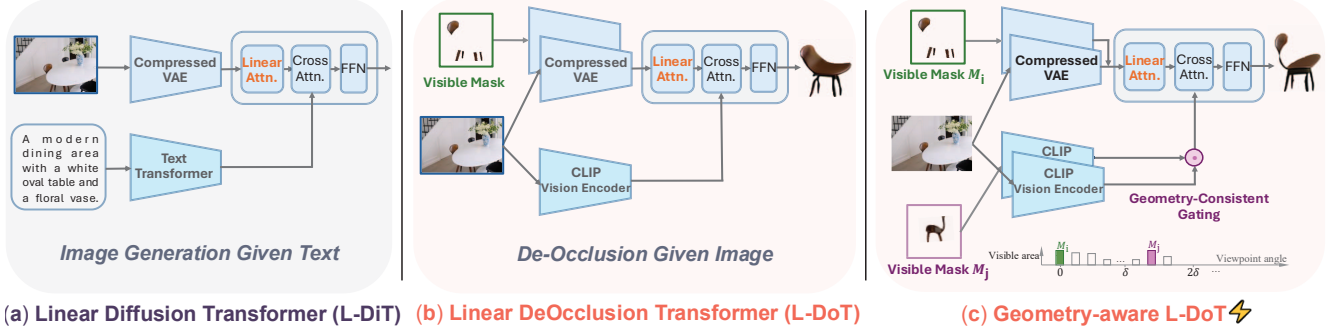 Compressed
VAE
Linear
Attn.
Cross
Attn.
FFN
A modern
dining area
with a white
oval table and
a floral vase.
Text
Transformer
Image Generation Given Text
(a) Linear Diffusion Transformer (L-DiT)
Visible Mask
Compressed
VAE
Linear
Attn.
Cross
Attn.
FFN
CLIP
Vision Encoder
De-Occlusion Given Image
(b) Linear DeOcclusion Transformer (L-DoT)
Visible Mask Mi
Compressed
VAE
Linear
Attn.
Cross
Attn.
FFN
CLIP
CLIP
Vision Encoder
Geometry-Consistent
Gating
Visible Mask Mj
Visible area
Mi
...
Mj
Viewpoint angle
0 δ 2δ ...
(c) Geometry-aware L-DoT